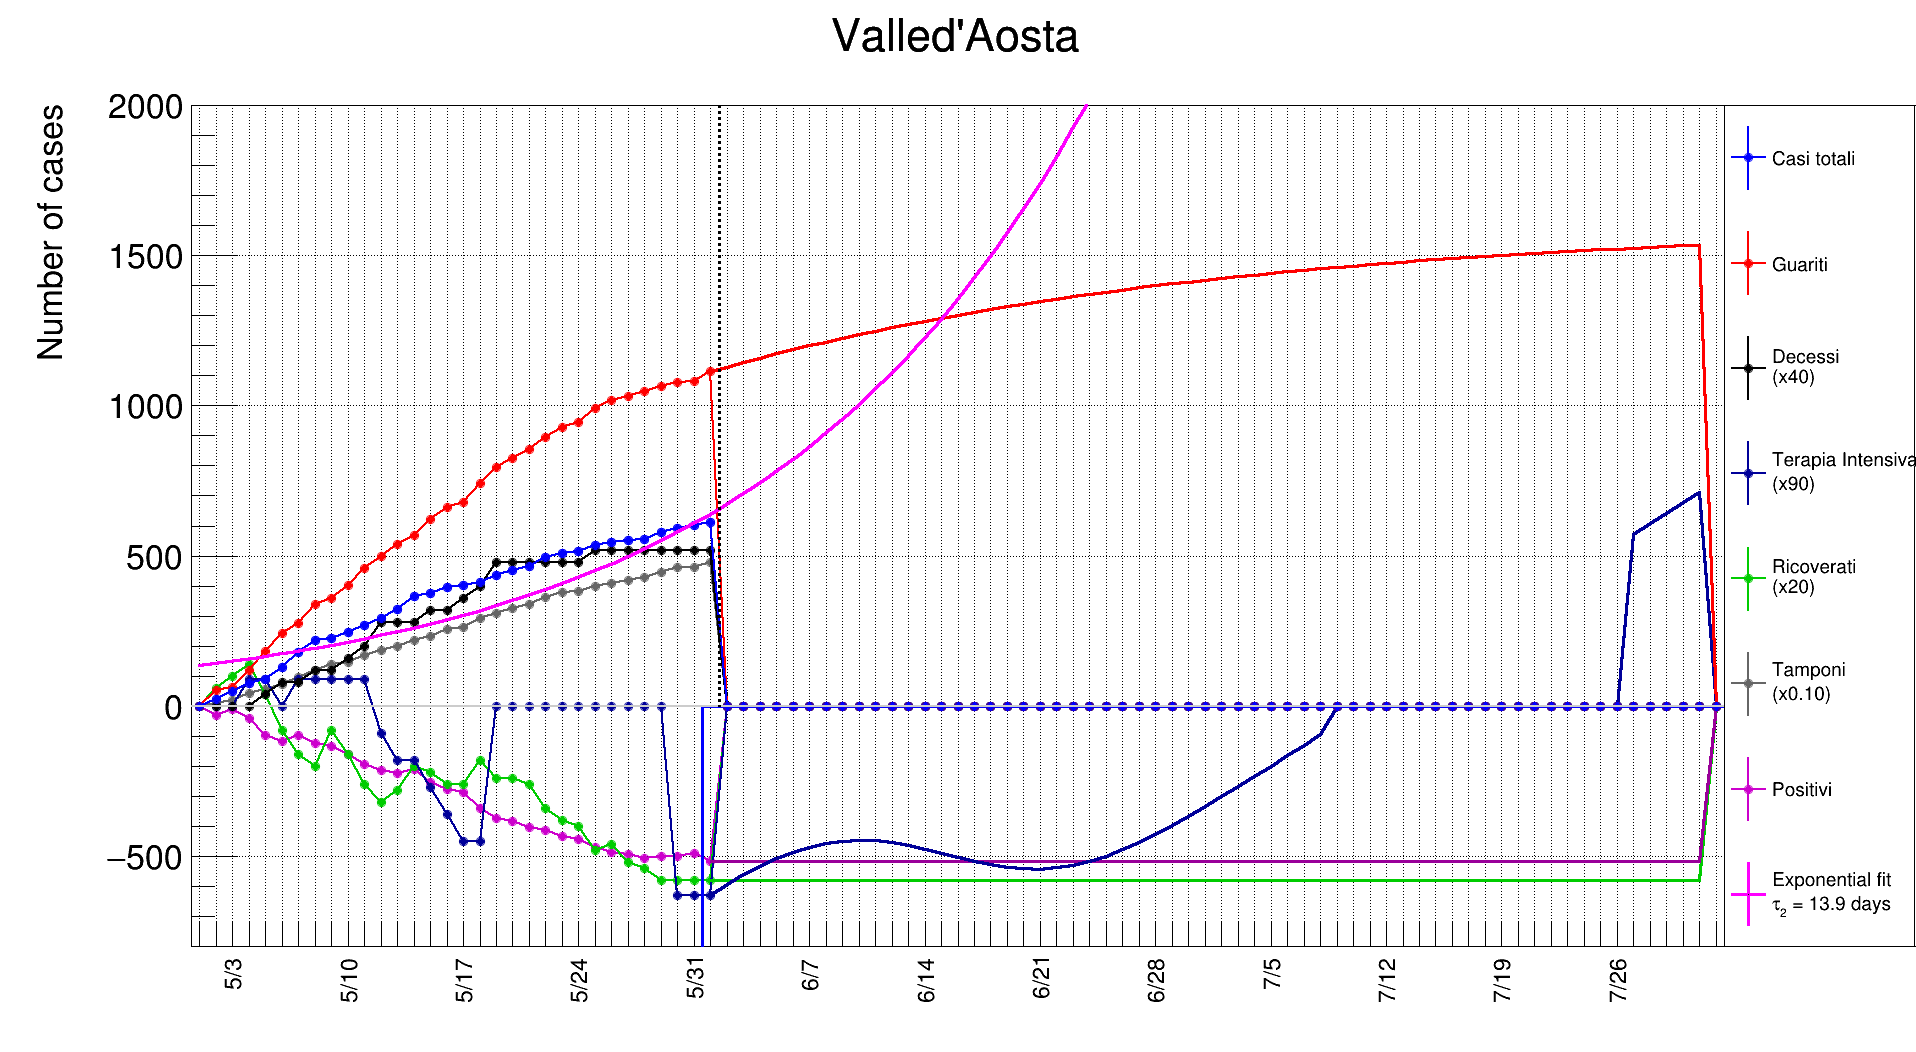 Valled'Aosta
Number of cases
2000
1500
1000
500
0
−500
5/3
5/10
5/17
5/24
5/31
6/7
6/14
6/21
6/28
7/5
7/12
7/19
7/26
Casi totali
Guariti
Decessi
(x40)
Terapia Intensiva
(x90)
Ricoverati
(x20)
Tamponi
(x0.10)
Positivi
Exponential fit
τ2 = 13.9 days